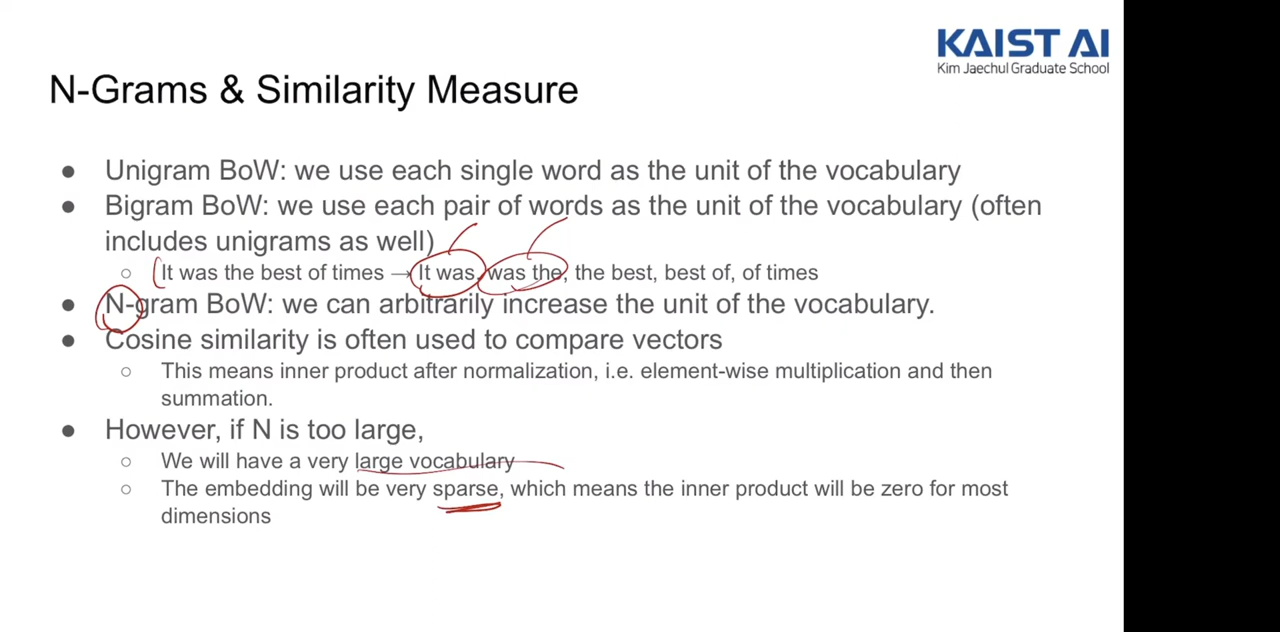 KAIST AI
Kim Jaechul Graduate School
N-Grams & Similarity Measure
● Unigram BoW: we use each single word as the unit of the vocabulary
● Bigram BoW: we use each pair of words as the unit of the vocabulary (often
includes unigrams as well)
○ It was the best of times → It was, was the, the best, best of, of times
● N-gram BoW: we can arbitrarily increase the unit of the vocabulary.
● Cosine similarity is often used to compare vectors
○ This means inner product after normalization, i.e. element-wise multiplication and then
summation.
● However, if N is too large,
○ We will have a very large vocabulary
○ The embedding will be very sparse, which means the inner product will be zero for most
dimensions